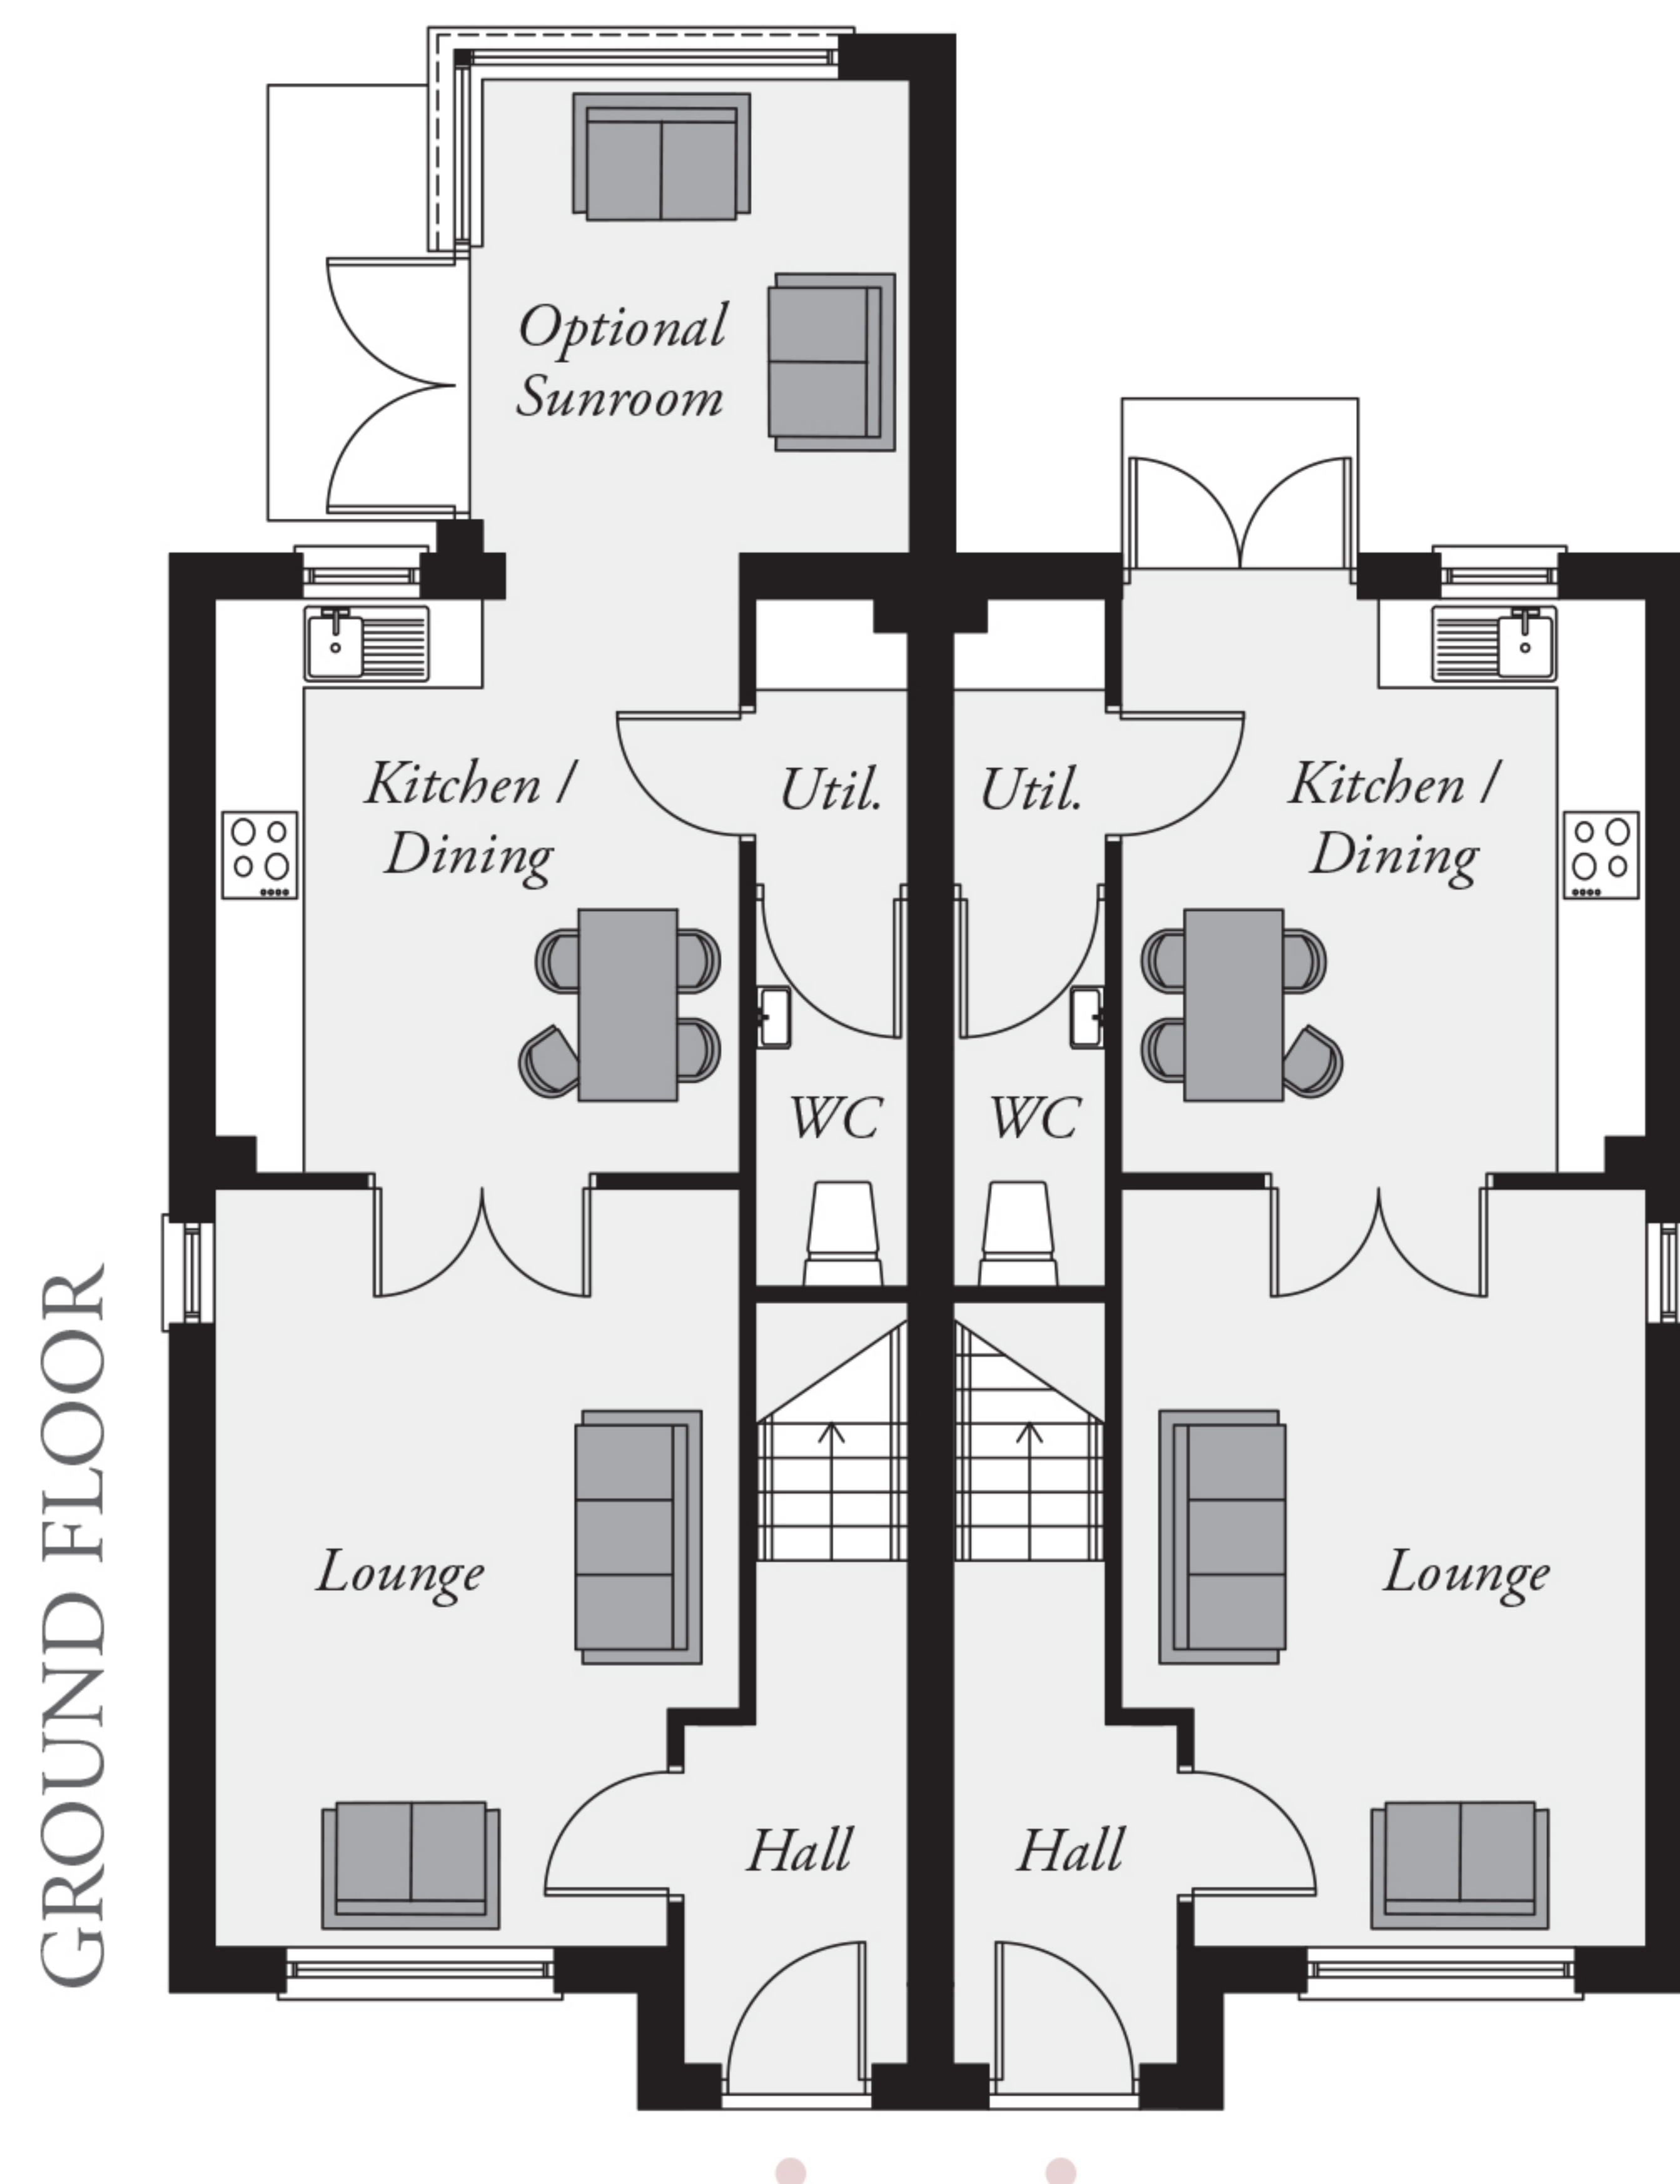 Optional
Sunroom
Kitchen /
Dining
Util.
Util.
Kitchen /
Dining
WC
WC
Lounge
Lounge
Hall
Hall
GROUND FLOOR